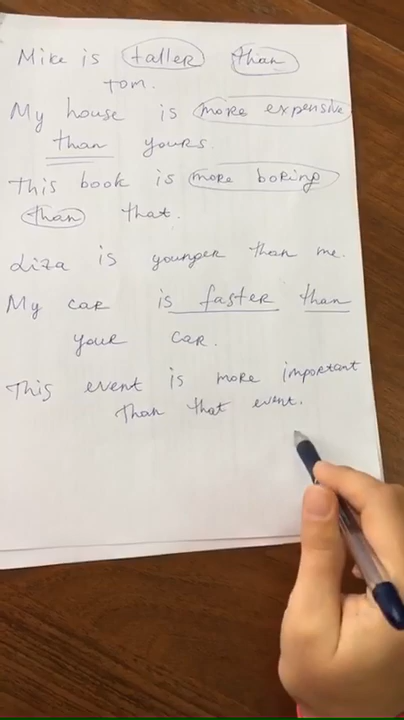 Mike is taller than
Tom.
My house is more expensive
than yours.
This book is more boring
than that.
Liza is younger than me.
My car is faster than
your car.
This event is more important
than that event.